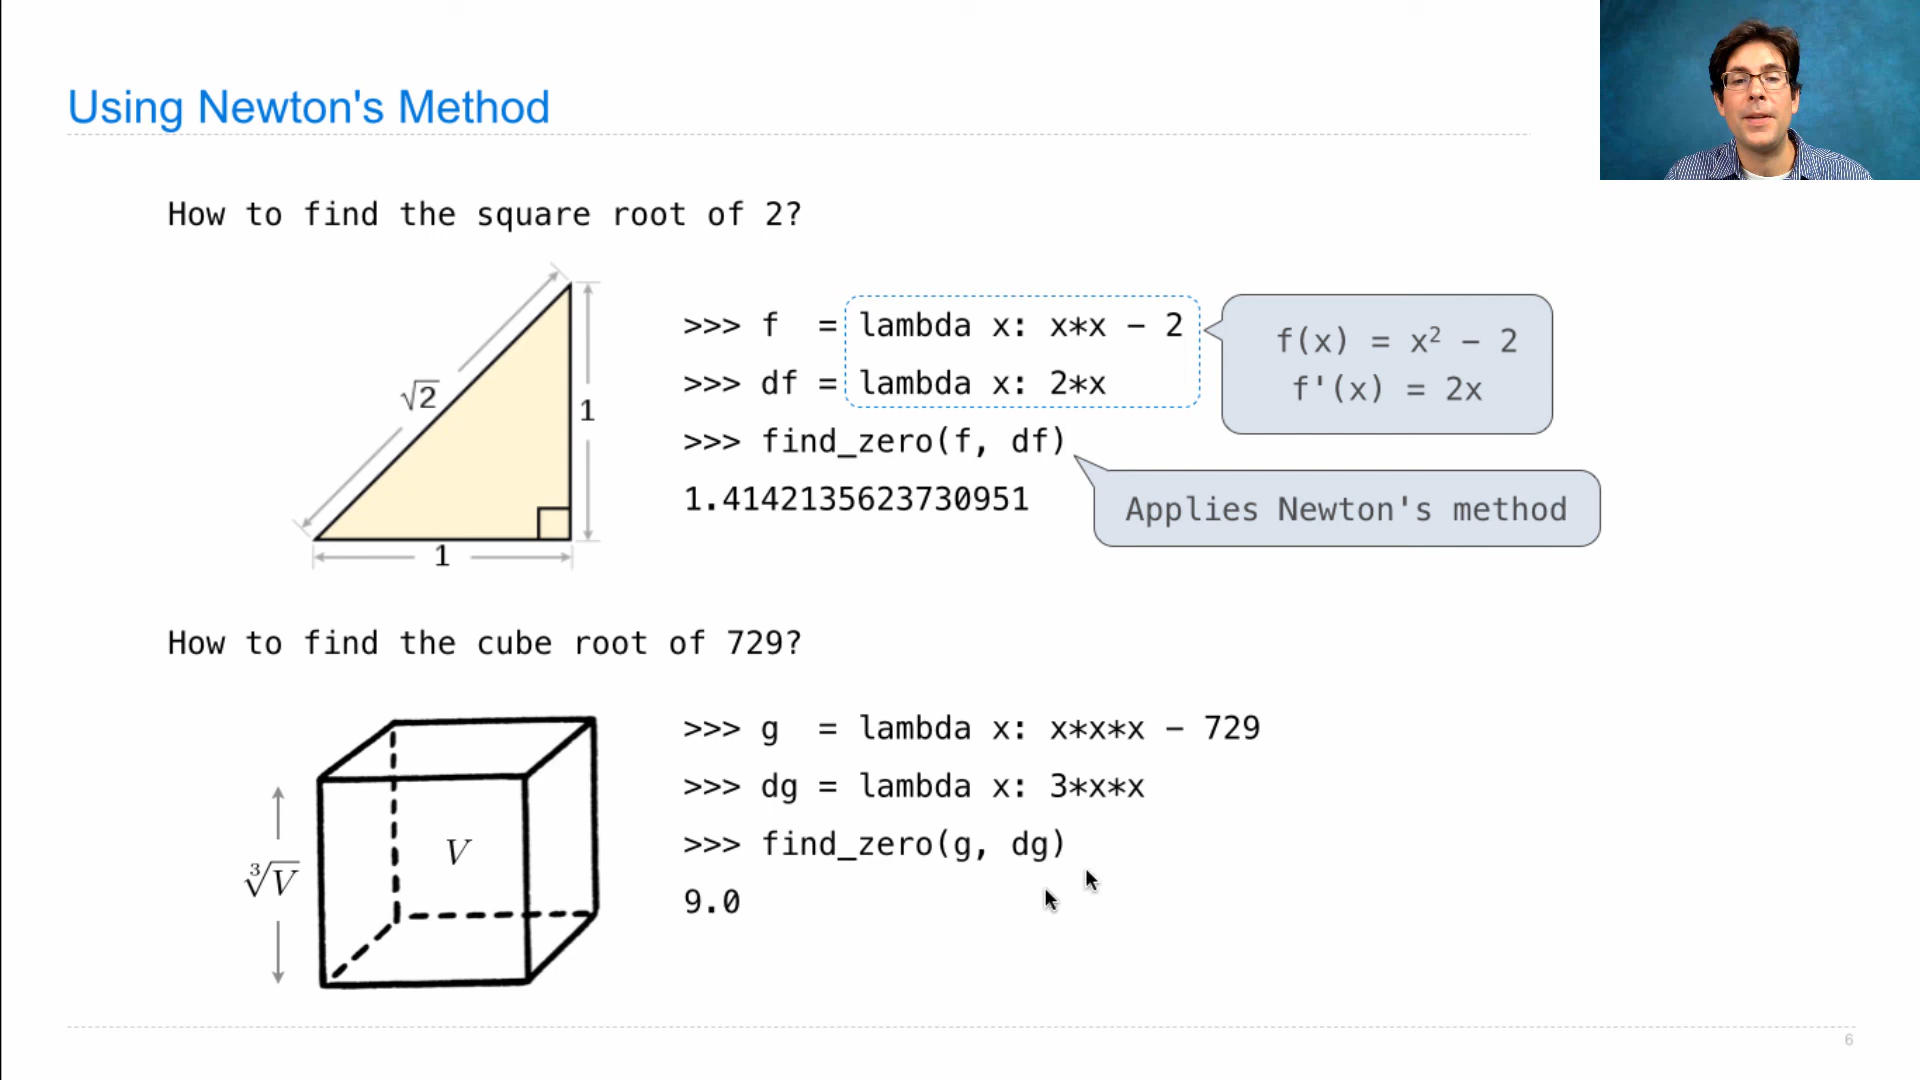 Using Newton's Method
How to find the square root of 2?
√2
1
1
>>> f  = lambda x: x*x − 2
>>> df = lambda x: 2*x
>>> find_zero(f, df)
1.4142135623730951
f(x) = x² − 2
f'(x) = 2x
Applies Newton's method
How to find the cube root of 729?
∛V
V
>>> g  = lambda x: x*x*x − 729
>>> dg = lambda x: 3*x*x
>>> find_zero(g, dg)
9.0
6